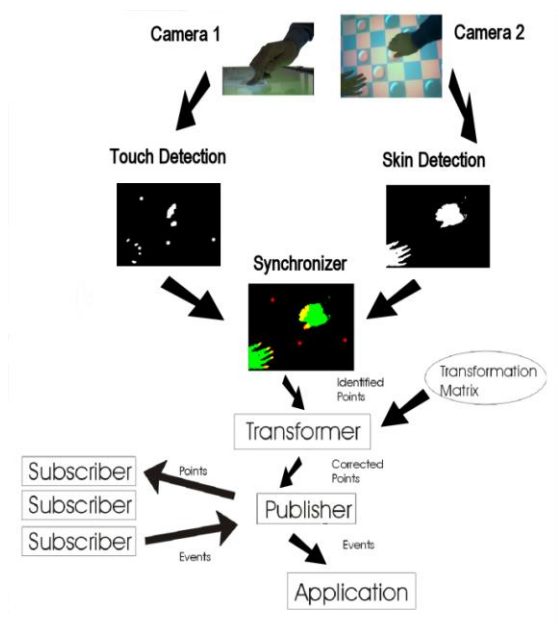 Camera 1
Camera 2
Touch Detection
Skin Detection
Synchronizer
Identified
Points
Transformation
Matrix
Transformer
Corrected
Points
Subscriber
Subscriber
Subscriber
Points
Publisher
Events
Events
Application